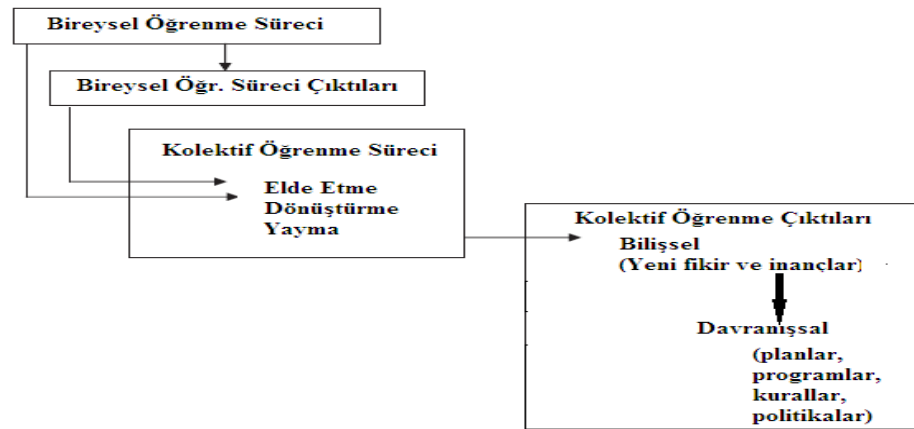 Bireysel Öğrenme Süreci
Bireysel Öğr. Süreci Çıktıları
Kolektif Öğrenme Süreci
Elde Etme
Dönüştürme
Yayma
Kolektif Öğrenme Çıktıları
Bilişsel
(Yeni fikir ve inançlar)
Davranışsal
(planlar,
programlar,
kurallar,
politikalar)